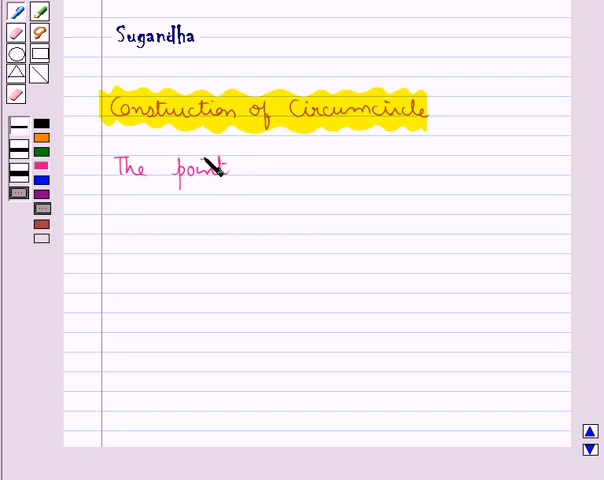 Sugandha
Construction of Circumcircle
The point